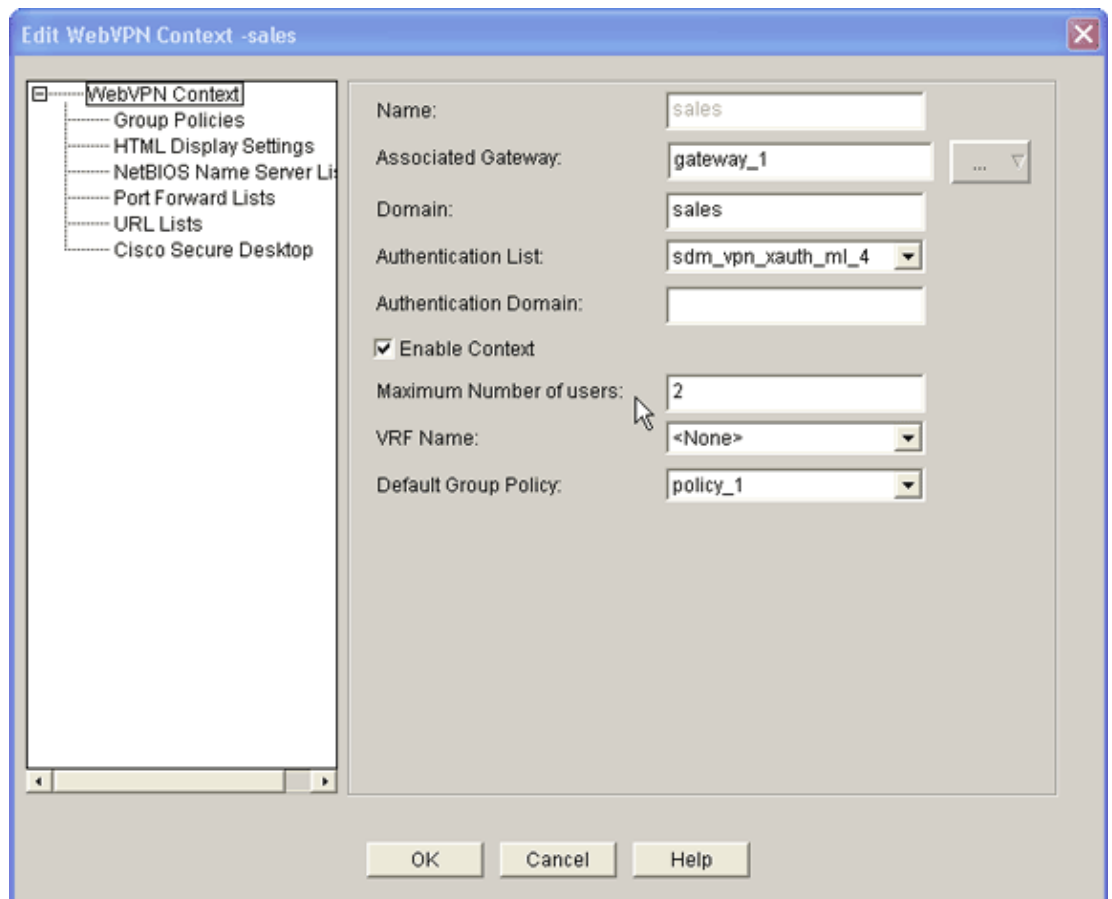 Edit WebVPN Context -sales
WebVPN Context
Group Policies
HTML Display Settings
NetBIOS Name Server Lis
Port Forward Lists
URL Lists
Cisco Secure Desktop
Name: sales
Associated Gateway: gateway_1 ...
Domain: sales
Authentication List: sdm_vpn_xauth_ml_4
Authentication Domain:
Enable Context
Maximum Number of users: 2
VRF Name: <None>
Default Group Policy: policy_1
OK Cancel Help